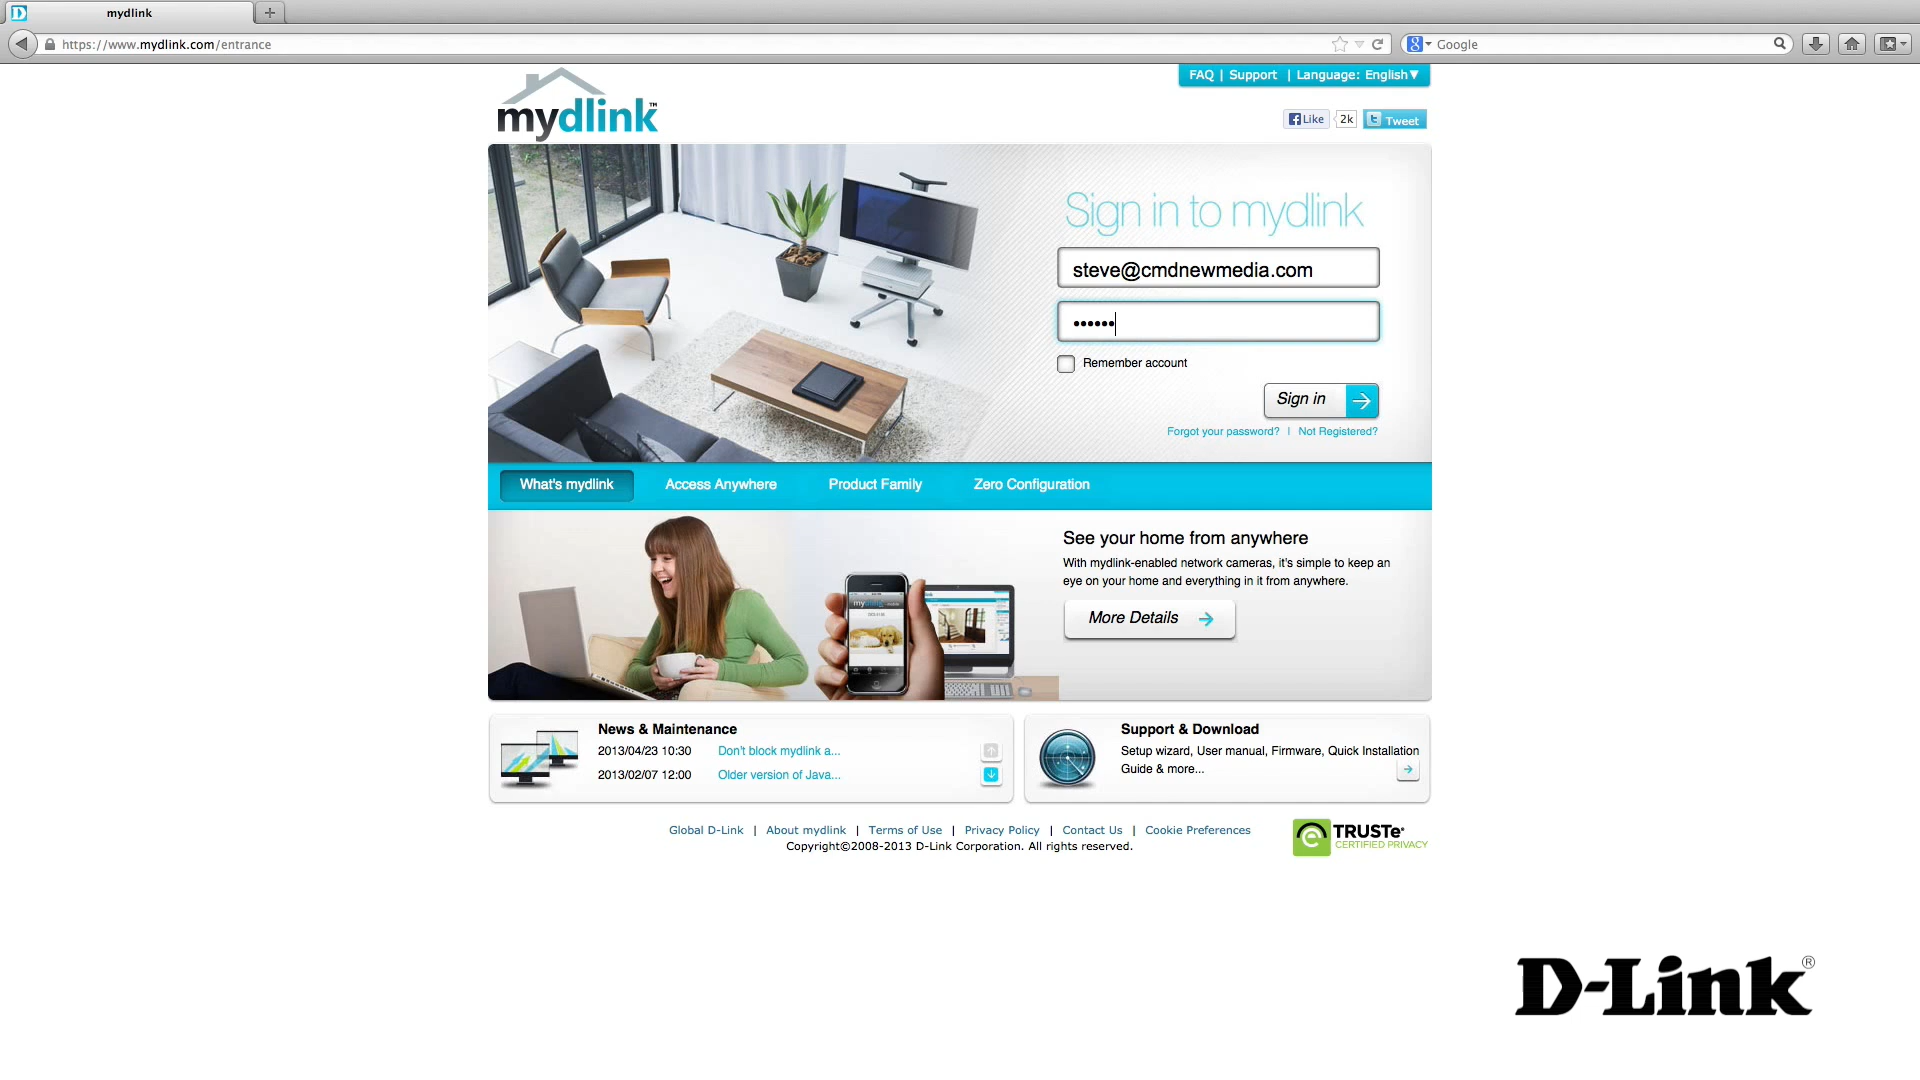 mydlink
https://www.mydlink.com/entrance
Google
mydlink™
FAQ | Support | Language: English▼
Like 2k Tweet
Sign in to mydlink
steve@cmdnewmedia.com
••••••
Remember account
Sign in
Forgot your password? | Not Registered?
What's mydlink Access Anywhere Product Family Zero Configuration
See your home from anywhere
With mydlink-enabled network cameras, it's simple to keep an
eye on your home and everything in it from anywhere.
More Details
News & Maintenance
2013/04/23 10:30 Don't block mydlink a...
2013/02/07 12:00 Older version of Java...
Support & Download
Setup wizard, User manual, Firmware, Quick Installation
Guide & more...
Global D-Link | About mydlink | Terms of Use | Privacy Policy | Contact Us | Cookie Preferences
Copyright©2008-2013 D-Link Corporation. All rights reserved.
TRUSTe
CERTIFIED PRIVACY
D-Link®